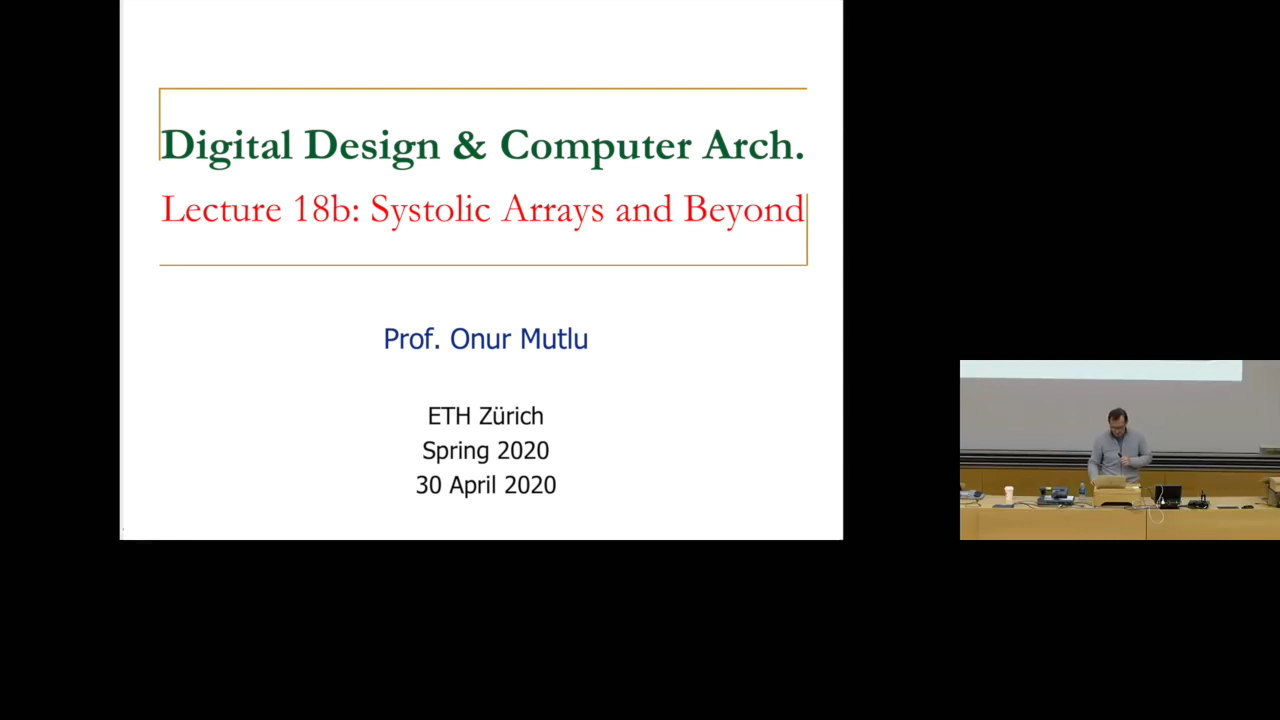 Digital Design & Computer Arch.
Lecture 18b: Systolic Arrays and Beyond
Prof. Onur Mutlu
ETH Zürich
Spring 2020
30 April 2020